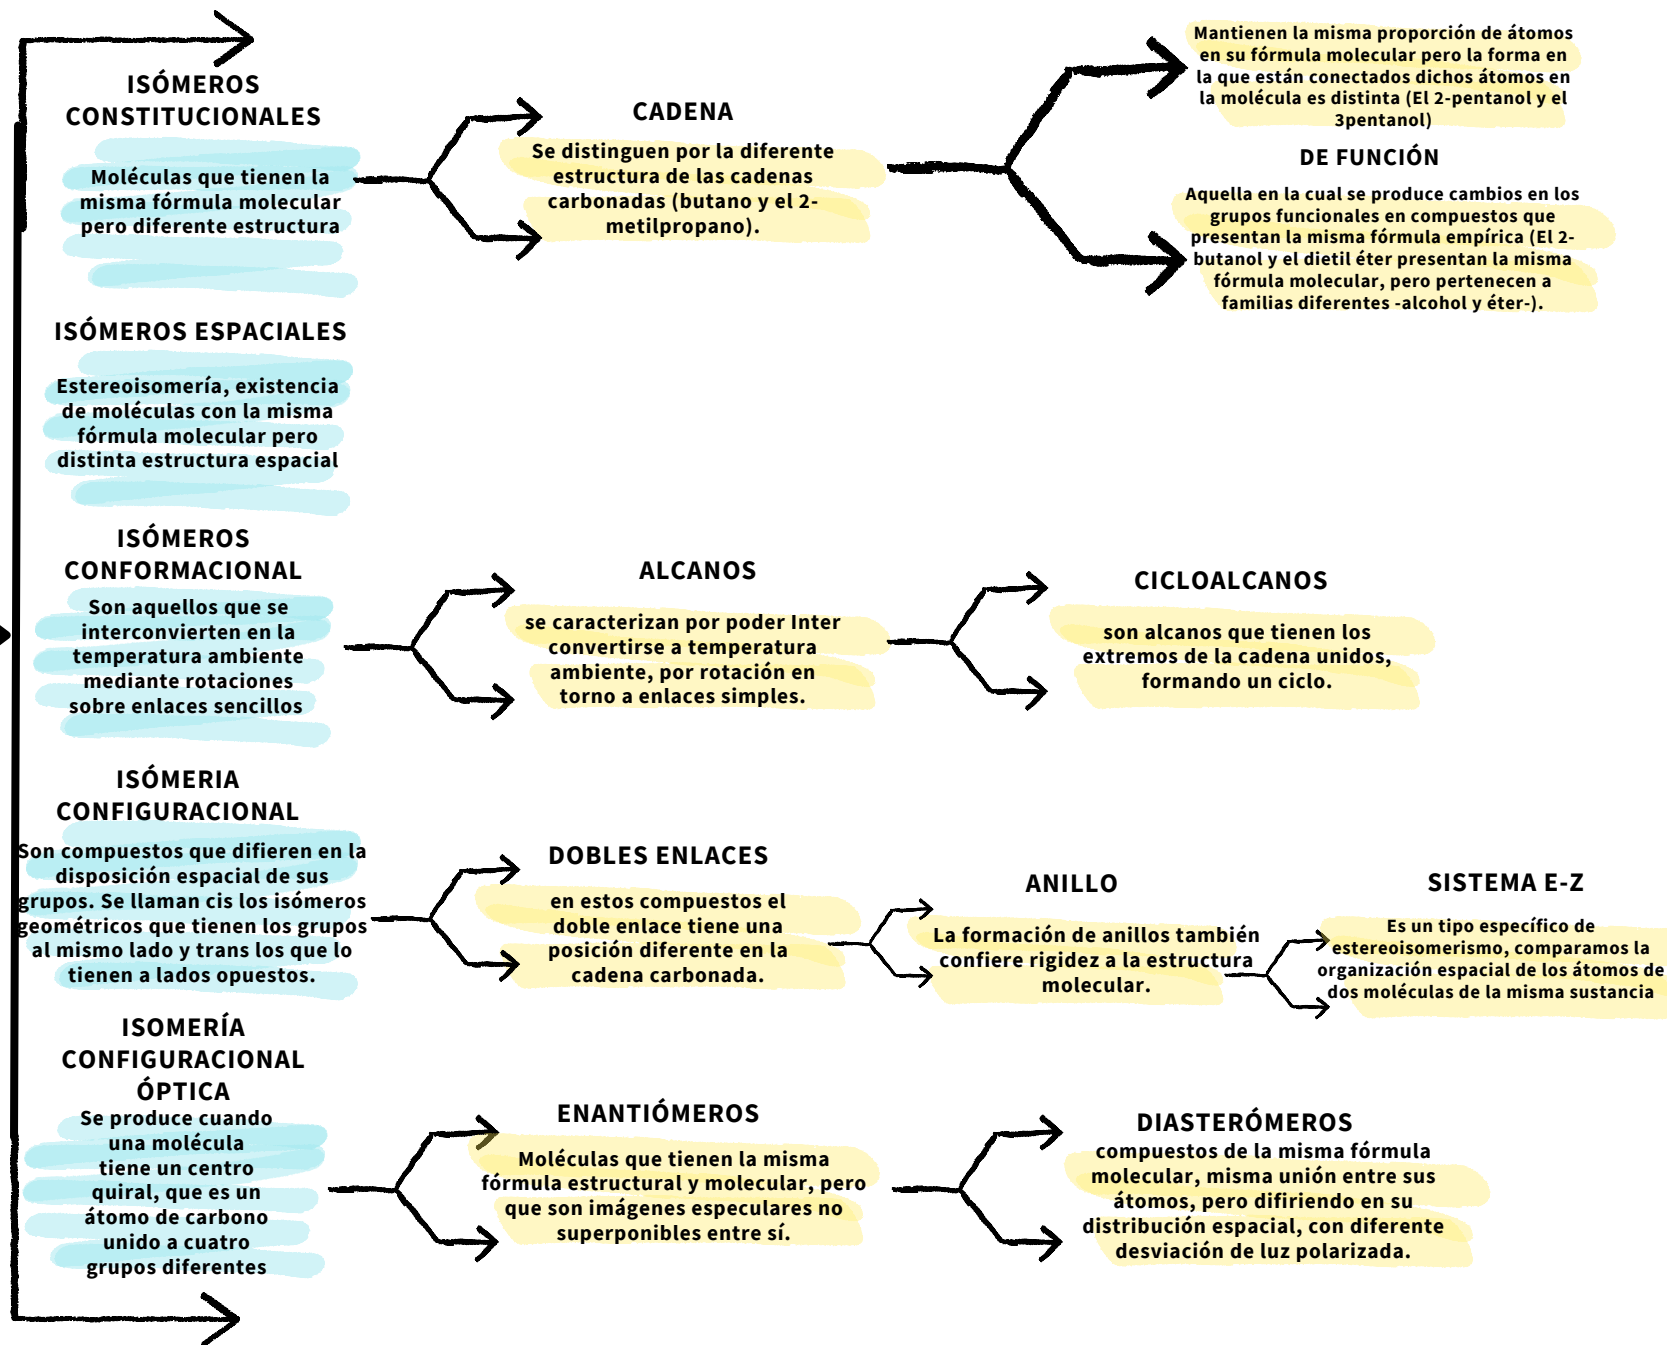 ISÓMEROS
CONSTITUCIONALES
Moléculas que tienen la
misma fórmula molecular
pero diferente estructura
CADENA
Se distinguen por la diferente
estructura de las cadenas
carbonadas (butano y el 2-
metilpropano).
Mantienen la misma proporción de átomos
en su fórmula molecular pero la forma en
la que están conectados dichos átomos en
la molécula es distinta (El 2-pentanol y el
3pentanol)
DE FUNCIÓN
Aquella en la cual se produce cambios en los
grupos funcionales en compuestos que
presentan la misma fórmula empírica (El 2-
butanol y el dietil éter presentan la misma
fórmula molecular, pero pertenecen a
familias diferentes -alcohol y éter-).
ISÓMEROS ESPACIALES
Estereoisomería, existencia
de moléculas con la misma
fórmula molecular pero
distinta estructura espacial
ISÓMEROS
CONFORMACIONAL
Son aquellos que se
interconvierten en la
temperatura ambiente
mediante rotaciones
sobre enlaces sencillos
ALCANOS
se caracterizan por poder Inter
convertirse a temperatura
ambiente, por rotación en
torno a enlaces simples.
CICLOALCANOS
son alcanos que tienen los
extremos de la cadena unidos,
formando un ciclo.
ISÓMERIA
CONFIGURACIONAL
Son compuestos que difieren en la
disposición espacial de sus
grupos. Se llaman cis los isómeros
geométricos que tienen los grupos
al mismo lado y trans los que lo
tienen a lados opuestos.
DOBLES ENLACES
en estos compuestos el
doble enlace tiene una
posición diferente en la
cadena carbonada.
ANILLO
La formación de anillos también
confiere rigidez a la estructura
molecular.
SISTEMA E-Z
Es un tipo específico de
estereoisomerismo, comparamos la
organización espacial de los átomos de
dos moléculas de la misma sustancia
ISOMERÍA
CONFIGURACIONAL
ÓPTICA
Se produce cuando
una molécula
tiene un centro
quiral, que es un
átomo de carbono
unido a cuatro
grupos diferentes
ENANTIÓMEROS
Moléculas que tienen la misma
fórmula estructural y molecular, pero
que son imágenes especulares no
superponibles entre sí.
DIASTERÓMEROS
compuestos de la misma fórmula
molecular, misma unión entre sus
átomos, pero difiriendo en su
distribución espacial, con diferente
desviación de luz polarizada.